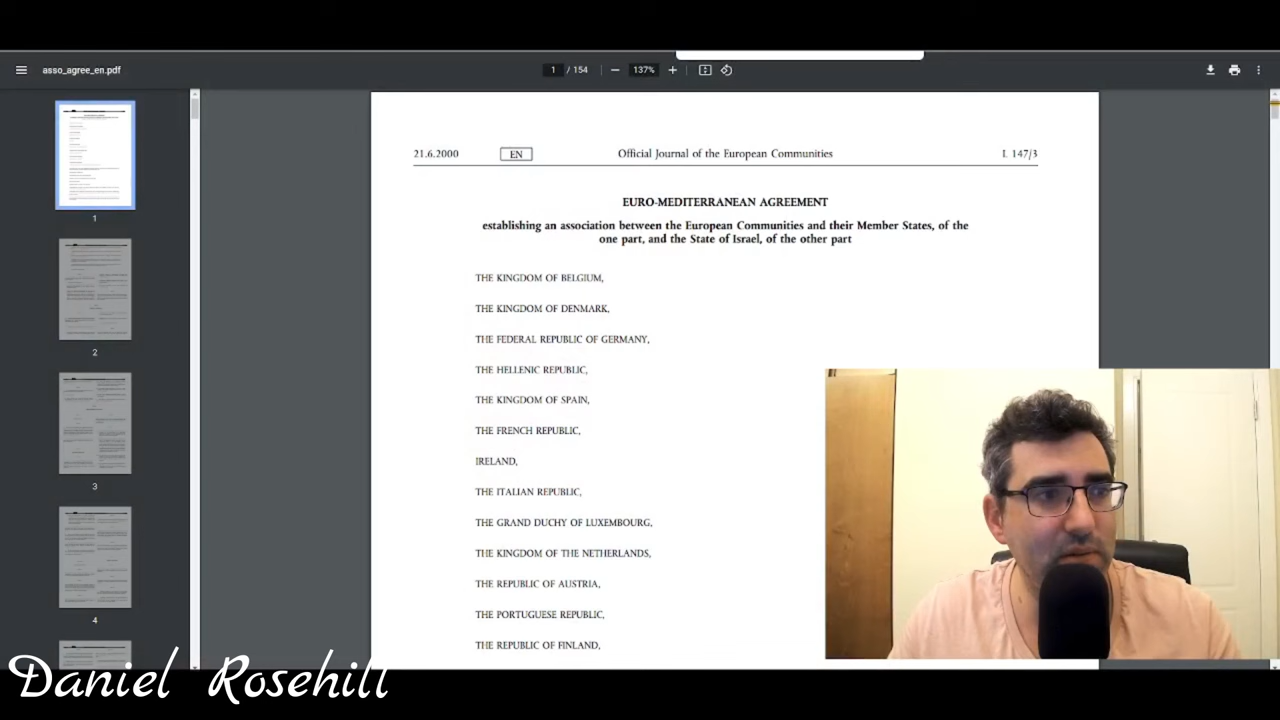 asso_agree_en.pdf
1 / 154
137%
21.6.2000 EN Official Journal of the European Communities L 147/3
EURO-MEDITERRANEAN AGREEMENT
establishing an association between the European Communities and their Member States, of the
one part, and the State of Israel, of the other part
THE KINGDOM OF BELGIUM,
THE KINGDOM OF DENMARK,
THE FEDERAL REPUBLIC OF GERMANY,
THE HELLENIC REPUBLIC,
THE KINGDOM OF SPAIN,
THE FRENCH REPUBLIC,
IRELAND,
THE ITALIAN REPUBLIC,
THE GRAND DUCHY OF LUXEMBOURG,
THE KINGDOM OF THE NETHERLANDS,
THE REPUBLIC OF AUSTRIA,
THE PORTUGUESE REPUBLIC,
THE REPUBLIC OF FINLAND,
1
2
3
4
Daniel Rosehill